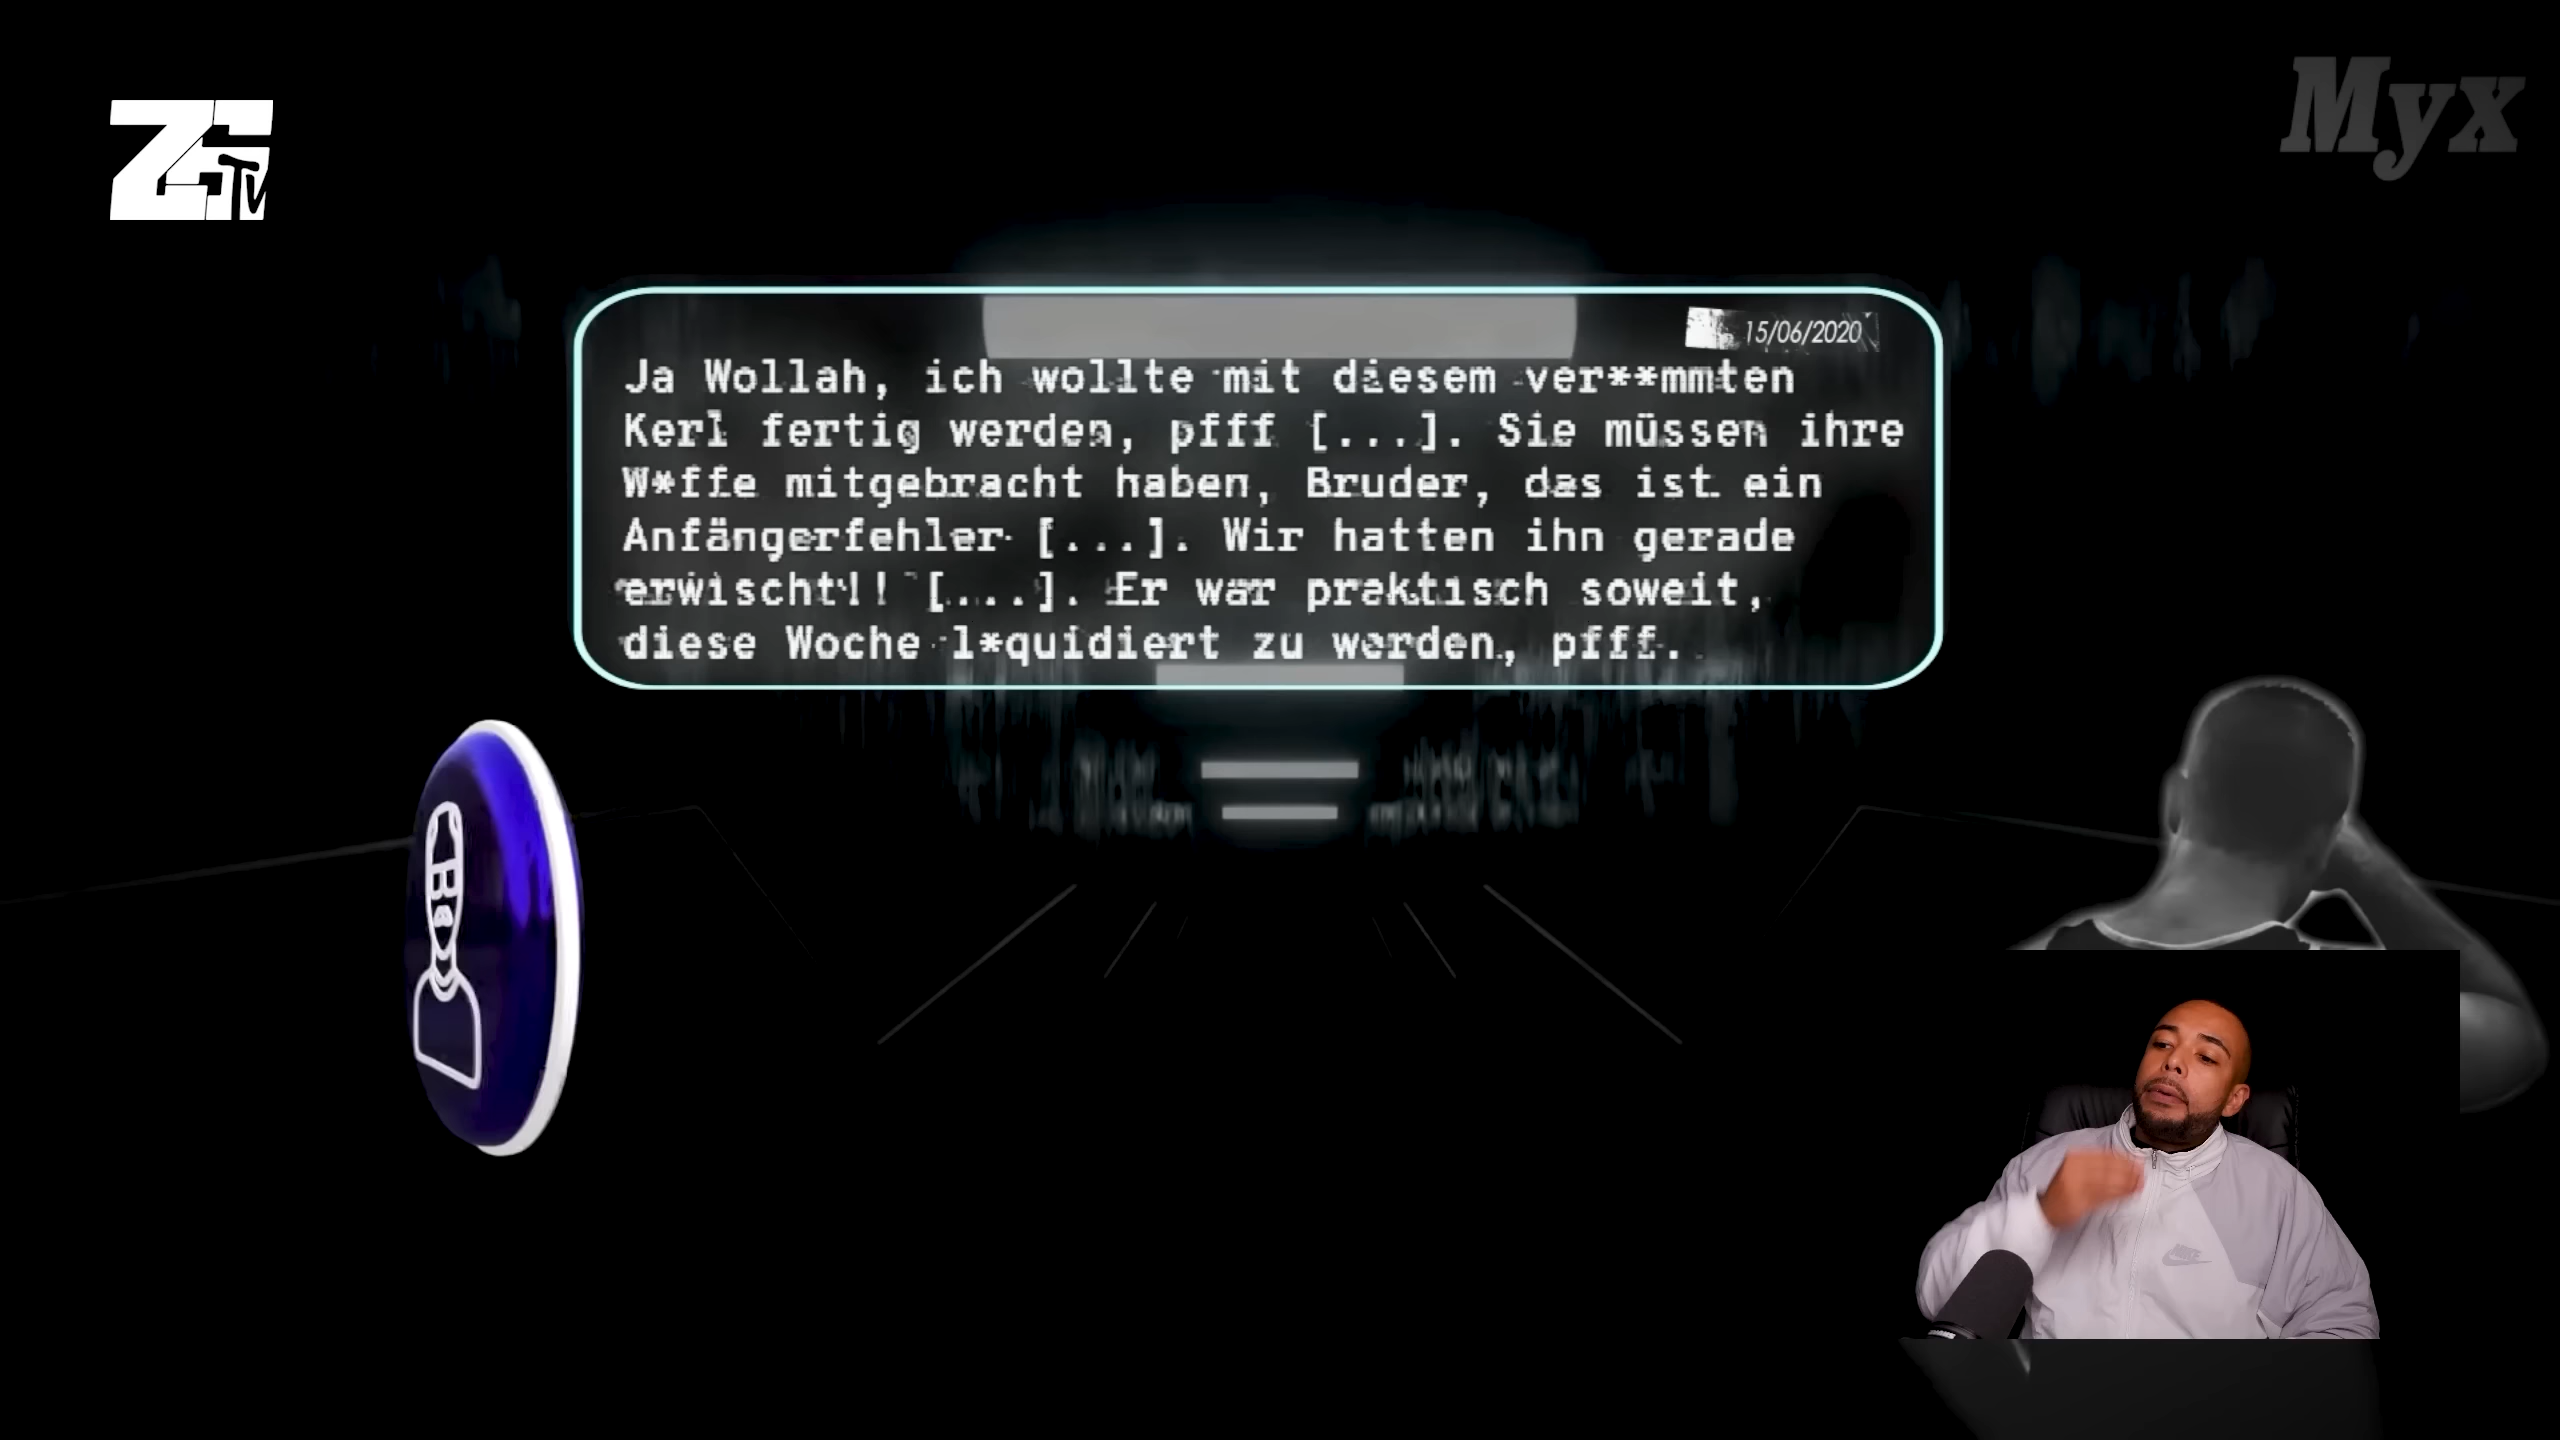 ZGTV
Myx
15/06/2020
Ja Wollah, ich wollte mit diesem ver**mmten
Kerl fertig werden, pfff [...]. Sie müssen ihre
W*ffe mitgebracht haben, Bruder, das ist ein
Anfängerfehler [...]. Wir hatten ihn gerade
erwischt!! [....]. Er war praktisch soweit,
diese Woche l*quidiert zu werden, pfff.